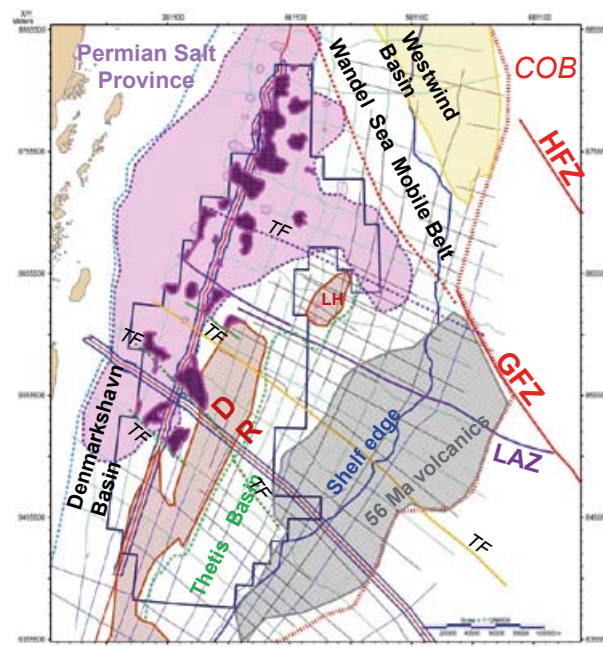 Permian Salt
Province
Westwind
Basin
COB
Wandel Sea Mobile Belt
HFZ
TF
LH
TF
TF
GFZ
D
R
TF
Denmarkshavn
Basin
Shelf edge
LAZ
56 Ma volcanics
TF
Thetis Basin
TF